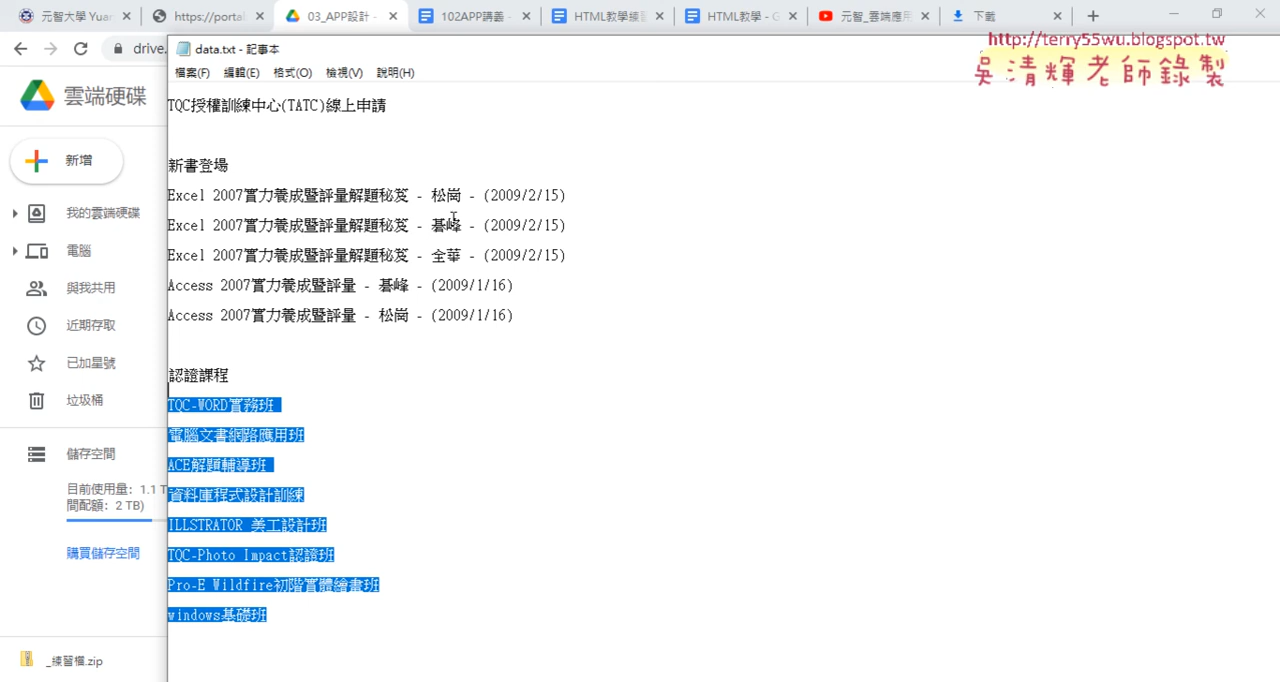 元智大學 Yuan
https://portal
03_APP設計 -
102APP講義 -
HTML教學練習
HTML教學 - G
元智_雲端應用
下載
drive.
data.txt - 記事本
http://terry55wu.blogspot.tw
吳清輝老師錄製
檔案(F) 編輯(E) 格式(O) 檢視(V) 說明(H)
雲端硬碟
新增
我的雲端硬碟
電腦
與我共用
近期存取
已加星號
垃圾桶
儲存空間
目前使用量: 1.1 T
間配額: 2 TB)
購買儲存空間
_練習檔.zip
TQC授權訓練中心(TATC)線上申請
新書登場
Excel 2007實力養成暨評量解題秘笈 - 松崗 - (2009/2/15)
Excel 2007實力養成暨評量解題秘笈 - 碁峰 - (2009/2/15)
Excel 2007實力養成暨評量解題秘笈 - 全華 - (2009/2/15)
Access 2007實力養成暨評量 - 碁峰 - (2009/1/16)
Access 2007實力養成暨評量 - 松崗 - (2009/1/16)
認證課程
TQC-WORD實務班
電腦文書網路應用班
ACE解題輔導班
資料庫程式設計訓練
ILLSTRATOR 美工設計班
TQC-Photo Impact認證班
Pro-E Wildfire初階實體繪畫班
windows基礎班